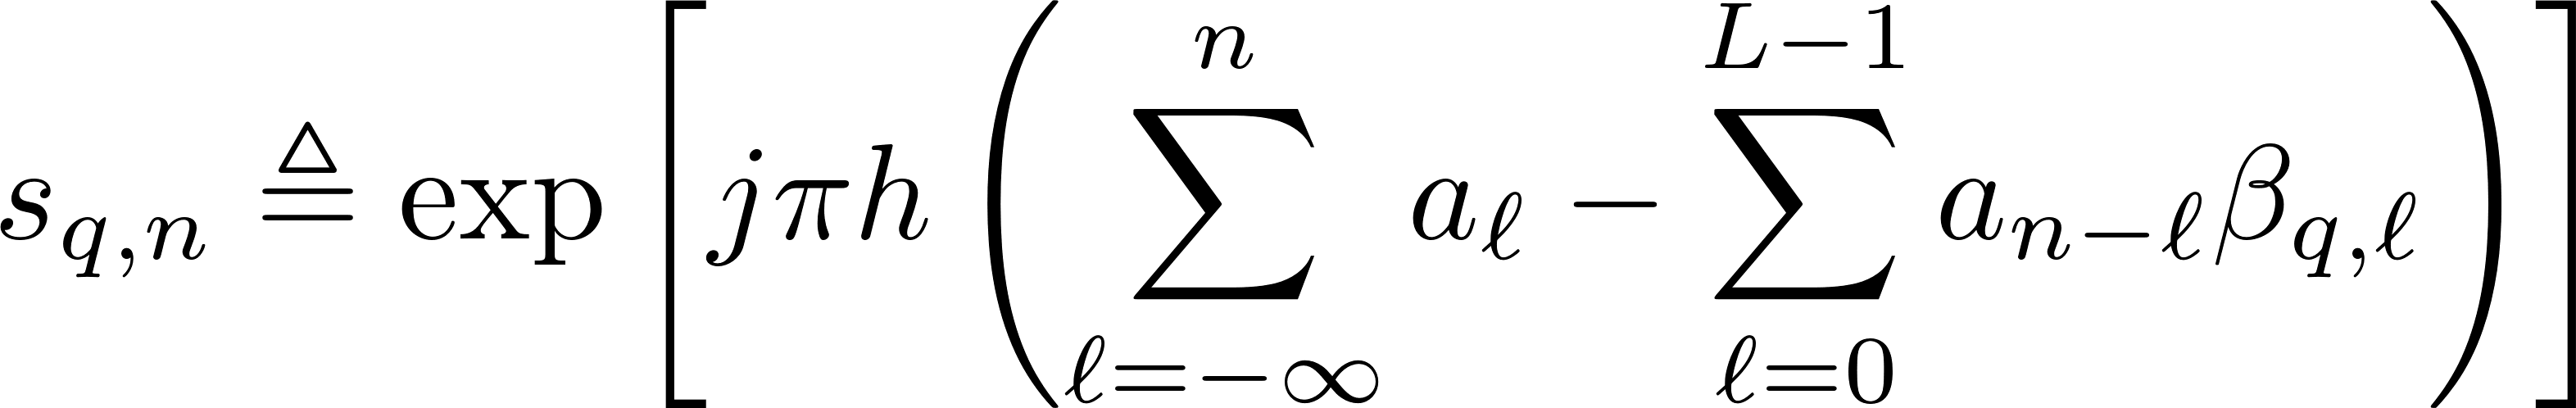 s_{q,n} \triangleq \exp \left[ j\pi h \left( \sum_{\ell=-\infty}^{n} a_{\ell} - \sum_{\ell=0}^{L-1} a_{n-\ell} \beta_{q,\ell} \right) \right]